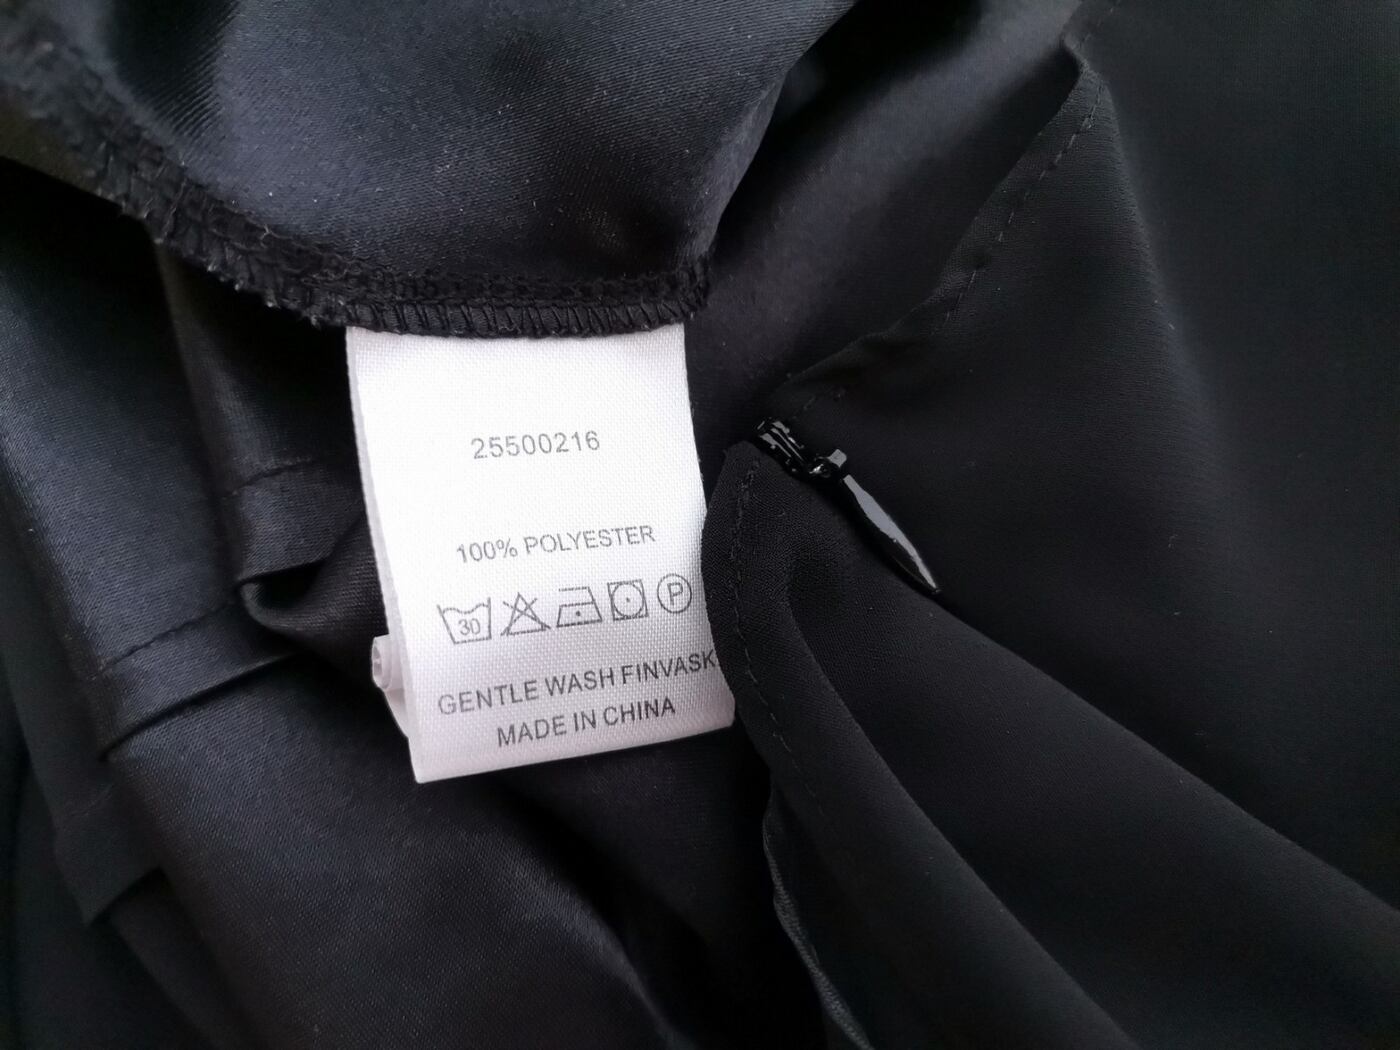 25500216
100% POLYESTER
30 P
GENTLE WASH FINVASK
MADE IN CHINA